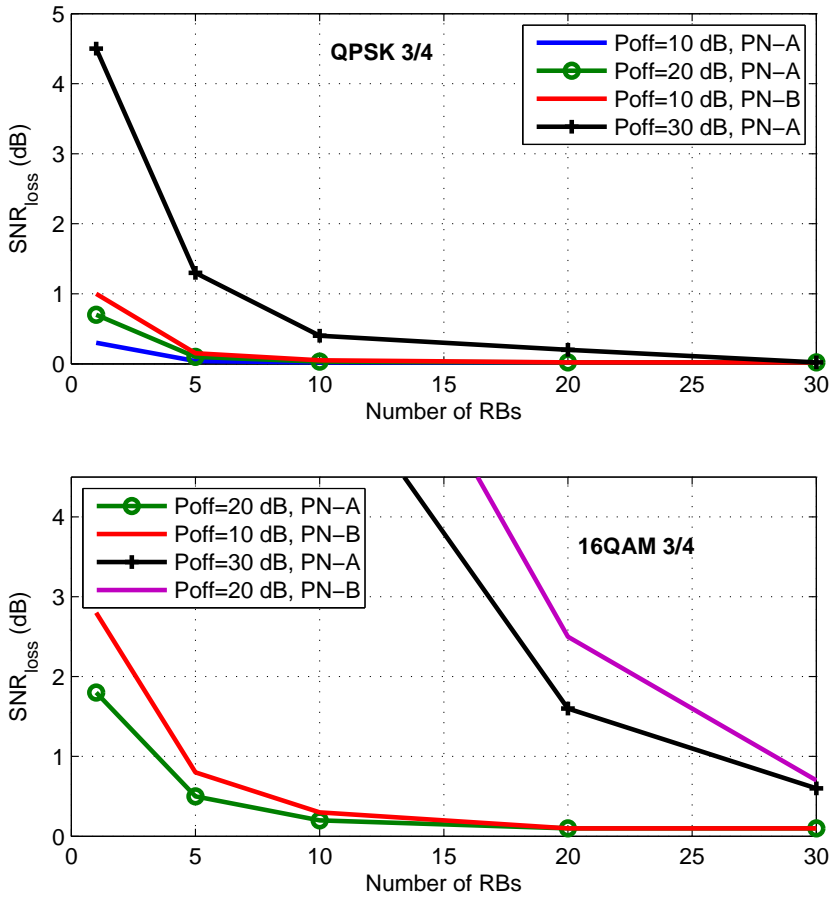 QPSK 3/4
Poff=10 dB, PN−A
Poff=20 dB, PN−A
Poff=10 dB, PN−B
Poff=30 dB, PN−A
5
4
3
2
1
0
SNR_loss (dB)
0 5 10 15 20 25 30
Number of RBs
Poff=20 dB, PN−A
Poff=10 dB, PN−B
Poff=30 dB, PN−A
Poff=20 dB, PN−B
16QAM 3/4
4
3
2
1
0
SNR_loss (dB)
0 5 10 15 20 25 30
Number of RBs